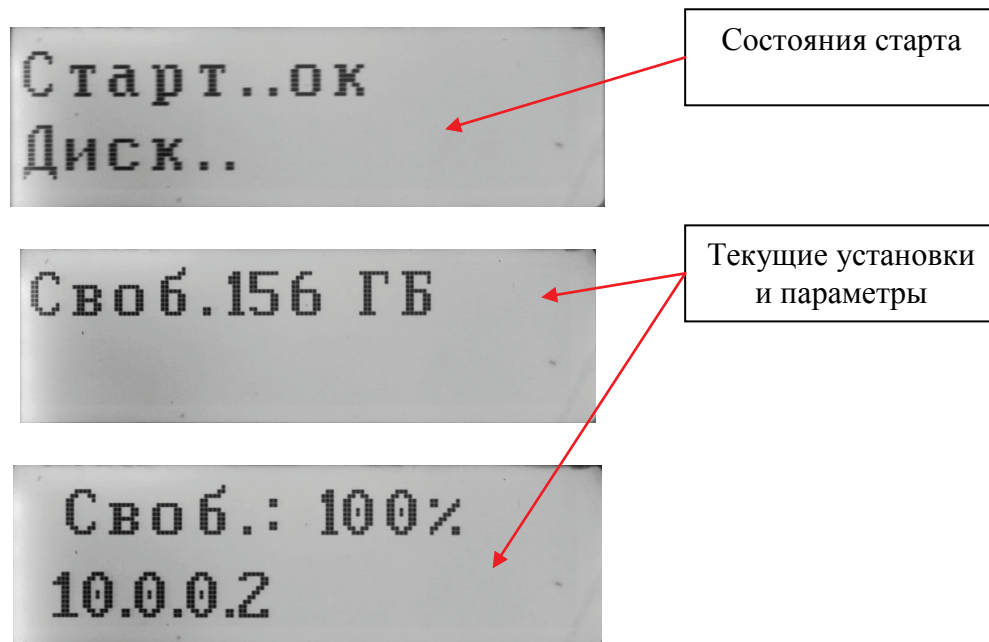 Старт..ок
Диск..
Состояния старта
Своб.156 ГБ
Текущие установки
и параметры
Своб.: 100%
10.0.0.2